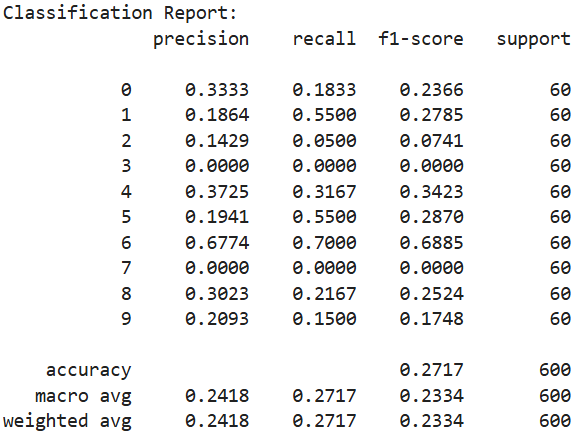 Classification Report:
precision recall f1-score support
0 0.3333 0.1833 0.2366 60
1 0.1864 0.5500 0.2785 60
2 0.1429 0.0500 0.0741 60
3 0.0000 0.0000 0.0000 60
4 0.3725 0.3167 0.3423 60
5 0.1941 0.5500 0.2870 60
6 0.6774 0.7000 0.6885 60
7 0.0000 0.0000 0.0000 60
8 0.3023 0.2167 0.2524 60
9 0.2093 0.1500 0.1748 60
accuracy 0.2717 600
macro avg 0.2418 0.2717 0.2334 600
weighted avg 0.2418 0.2717 0.2334 600